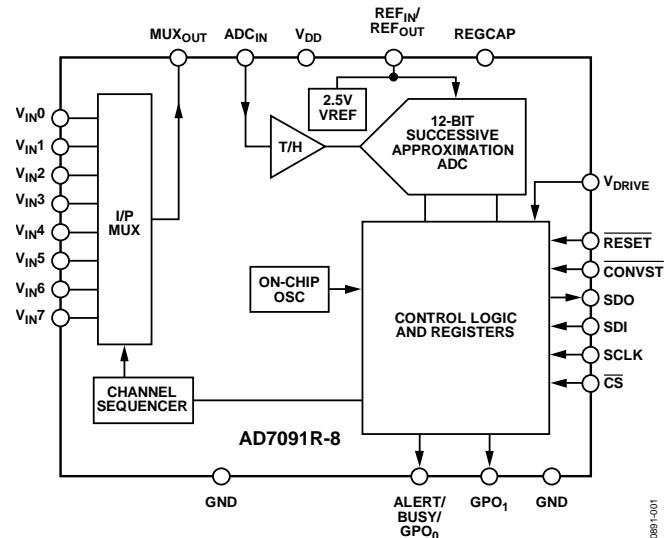 MUXOUT
ADCIN
VDD
REFIN/
REFOUT
REGCAP
VIN0
VIN1
VIN2
VIN3
VIN4
VIN5
VIN6
VIN7
I/P
MUX
2.5V
VREF
T/H
12-BIT
SUCCESSIVE
APPROXIMATION
ADC
VDRIVE
RESET
CONVST
SDO
SDI
SCLK
CS
ON-CHIP
OSC
CONTROL LOGIC
AND REGISTERS
CHANNEL
SEQUENCER
AD7091R-8
GND
ALERT/
BUSY/
GPO0
GPO1
GND
0891-001